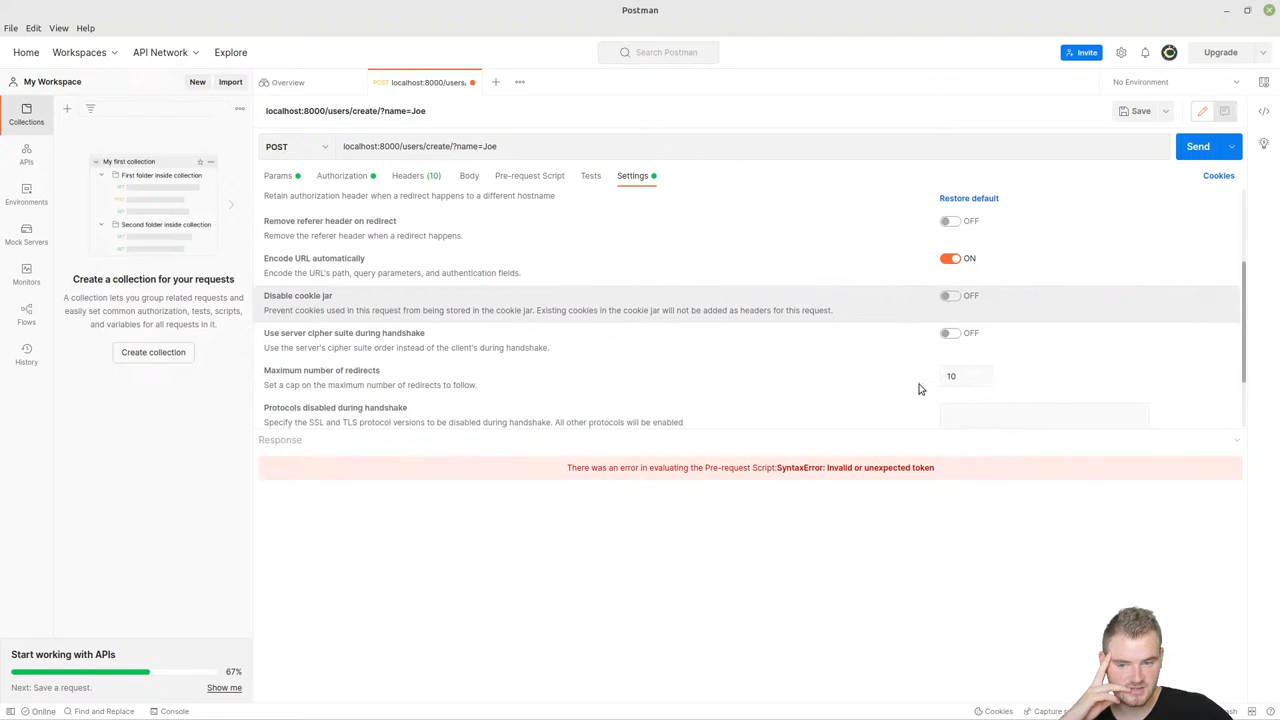 Postman
File Edit View Help
Home Workspaces API Network Explore Search Postman Invite Upgrade
My Workspace New Import Overview POST localhost:8000/users, No Environment
Collections
APIs
Environments
Mock Servers
Monitors
Flows
History
My first collection
First folder inside collection
Second folder inside collection
Create a collection for your requests
A collection lets you group related requests and
easily set common authorization, tests, scripts,
and variables for all requests in it.
Create collection
Start working with APIs
67%
Next: Save a request. Show me
localhost:8000/users/create/?name=Joe Save
POST localhost:8000/users/create/?name=Joe Send
Params Authorization Headers (10) Body Pre-request Script Tests Settings Cookies
Retain authorization header when a redirect happens to a different hostname
Restore default
Remove referer header on redirect OFF
Remove the referer header when a redirect happens.
Encode URL automatically ON
Encode the URL's path, query parameters, and authentication fields.
Disable cookie jar OFF
Prevent cookies used in this request from being stored in the cookie jar. Existing cookies in the cookie jar will not be added as headers for this request.
Use server cipher suite during handshake OFF
Use the server's cipher suite order instead of the client's during handshake.
Maximum number of redirects 10
Set a cap on the maximum number of redirects to follow.
Protocols disabled during handshake
Specify the SSL and TLS protocol versions to be disabled during handshake. All other protocols will be enabled
Response
There was an error in evaluating the Pre-request Script:SyntaxError: Invalid or unexpected token
Online Find and Replace Console Cookies Capture